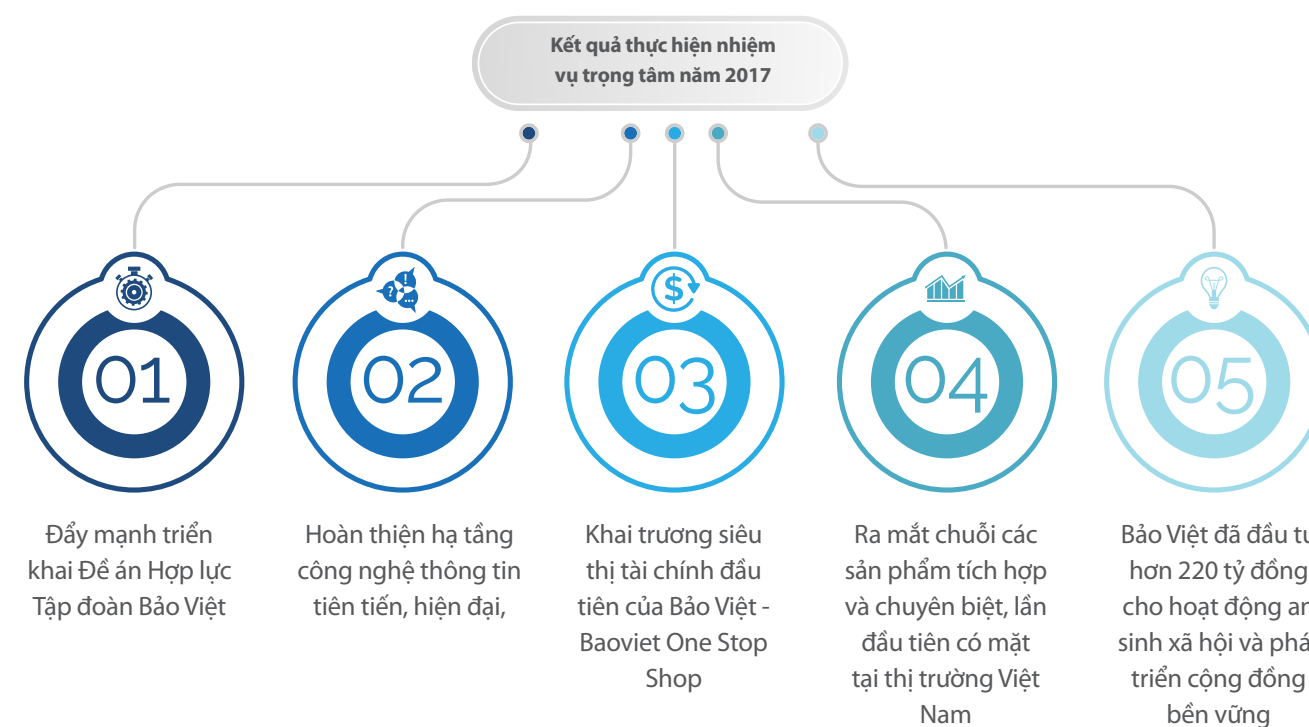 Kết quả thực hiện nhiệm
vụ trọng tâm năm 2017
01
02
03
04
05
Đẩy mạnh triển
khai Đề án Hợp lực
Tập đoàn Bảo Việt
Hoàn thiện hạ tầng
công nghệ thông tin
tiên tiến, hiện đại,
Khai trương siêu
thị tài chính đầu
tiên của Bảo Việt -
Baoviet One Stop
Shop
Ra mắt chuỗi các
sản phẩm tích hợp
và chuyên biệt, lần
đầu tiên có mặt
tại thị trường Việt
Nam
Bảo Việt đã đầu tư
hơn 220 tỷ đồng
cho hoạt động an
sinh xã hội và phát
triển cộng đồng
bền vững